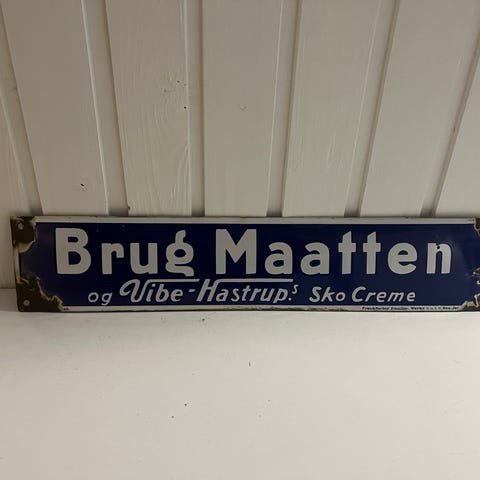 Brug Maatten
og Vibe-Hastrup.s Sko Creme